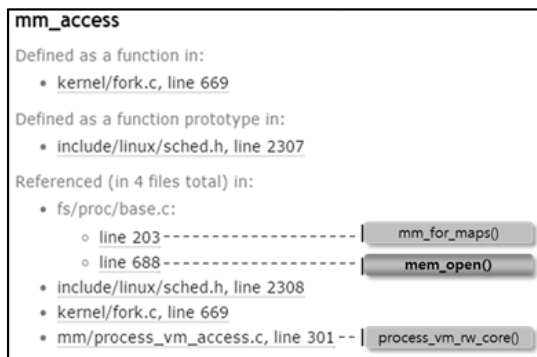 mm_access
Defined as a function in:
kernel/fork.c, line 669
Defined as a function prototype in:
include/linux/sched.h, line 2307
Referenced (in 4 files total) in:
fs/proc/base.c:
line 203 mm_for_maps()
line 688 mem_open()
include/linux/sched.h, line 2308
kernel/fork.c, line 669
mm/process_vm_access.c, line 301 process_vm_rw_core()